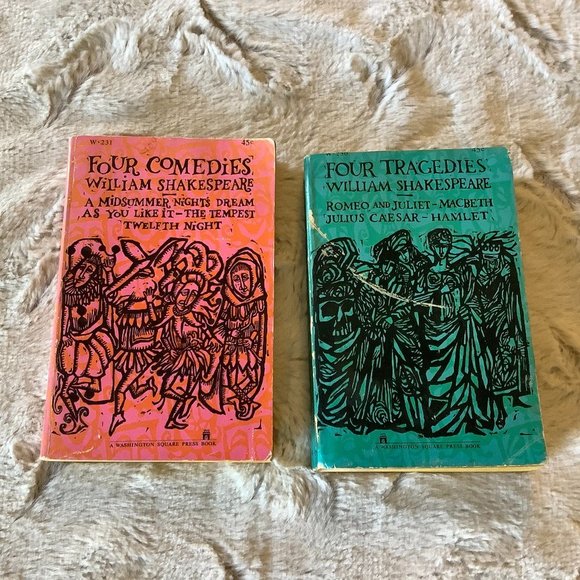 W•231 45¢
FOUR COMEDIES
WILLIAM SHAKESPEARE
A MIDSUMMER NIGHT'S DREAM
AS YOU LIKE IT – THE TEMPEST
TWELFTH NIGHT
A WASHINGTON SQUARE PRESS BOOK
45¢
FOUR TRAGEDIES
WILLIAM SHAKESPEARE
ROMEO AND JULIET – MACBETH
JULIUS CAESAR – HAMLET
A WASHINGTON SQUARE PRESS BOOK